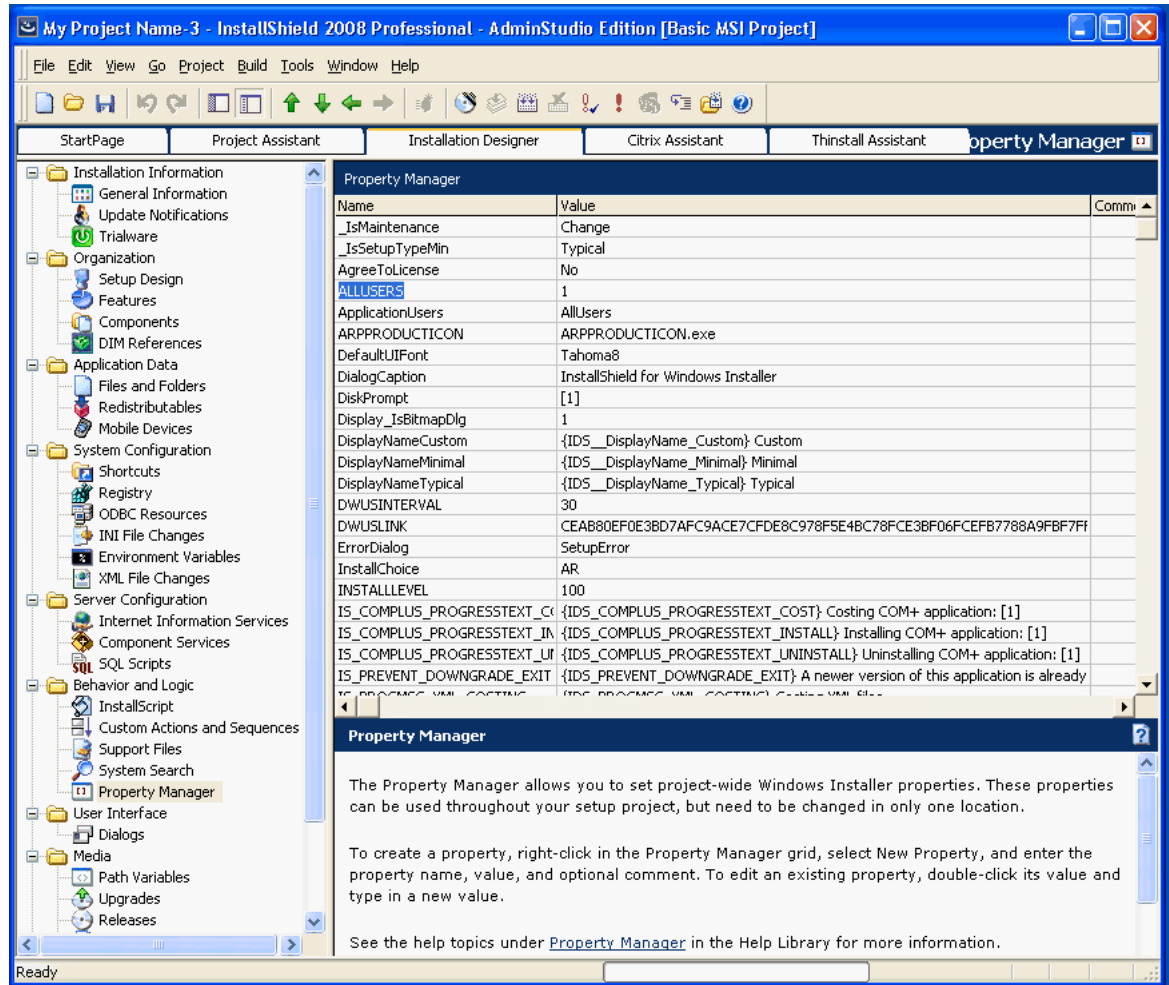 My Project Name-3 - InstallShield 2008 Professional - AdminStudio Edition [Basic MSI Project]
File Edit View Go Project Build Tools Window Help
StartPage Project Assistant Installation Designer Citrix Assistant Thinstall Assistant operty Manager
Installation Information
General Information
Update Notifications
Trialware
Organization
Setup Design
Features
Components
DIM References
Application Data
Files and Folders
Redistributables
Mobile Devices
System Configuration
Shortcuts
Registry
ODBC Resources
INI File Changes
Environment Variables
XML File Changes
Server Configuration
Internet Information Services
Component Services
SQL Scripts
Behavior and Logic
InstallScript
Custom Actions and Sequences
Support Files
System Search
Property Manager
User Interface
Dialogs
Media
Path Variables
Upgrades
Releases
Property Manager
Name Value Comm
_IsMaintenance Change
_IsSetupTypeMin Typical
AgreeToLicense No
ALLUSERS 1
ApplicationUsers AllUsers
ARPPRODUCTICON ARPPRODUCTICON.exe
DefaultUIFont Tahoma8
DialogCaption InstallShield for Windows Installer
DiskPrompt [1]
Display_IsBitmapDlg 1
DisplayNameCustom {IDS__DisplayName_Custom} Custom
DisplayNameMinimal {IDS__DisplayName_Minimal} Minimal
DisplayNameTypical {IDS__DisplayName_Typical} Typical
DWUSINTERVAL 30
DWUSLINK CEAB80EF0E3BD7AFC9ACE7CFDE8C978F5E4BC78FCE3BF06FCEFB7788A9FBF7FF
ErrorDialog SetupError
InstallChoice AR
INSTALLLEVEL 100
IS_COMPLUS_PROGRESSTEXT_CO {IDS_COMPLUS_PROGRESSTEXT_COST} Costing COM+ application: [1]
IS_COMPLUS_PROGRESSTEXT_IN {IDS_COMPLUS_PROGRESSTEXT_INSTALL} Installing COM+ application: [1]
IS_COMPLUS_PROGRESSTEXT_UN {IDS_COMPLUS_PROGRESSTEXT_UNINSTALL} Uninstalling COM+ application: [1]
IS_PREVENT_DOWNGRADE_EXIT {IDS_PREVENT_DOWNGRADE_EXIT} A newer version of this application is already
IS_PROGMSG_XML_COSTING {IDS_PROGMSG_XML_COSTING} Costing XML files
Property Manager
The Property Manager allows you to set project-wide Windows Installer properties. These properties
can be used throughout your setup project, but need to be changed in only one location.
To create a property, right-click in the Property Manager grid, select New Property, and enter the
property name, value, and optional comment. To edit an existing property, double-click its value and
type in a new value.
See the help topics under Property Manager in the Help Library for more information.
Ready